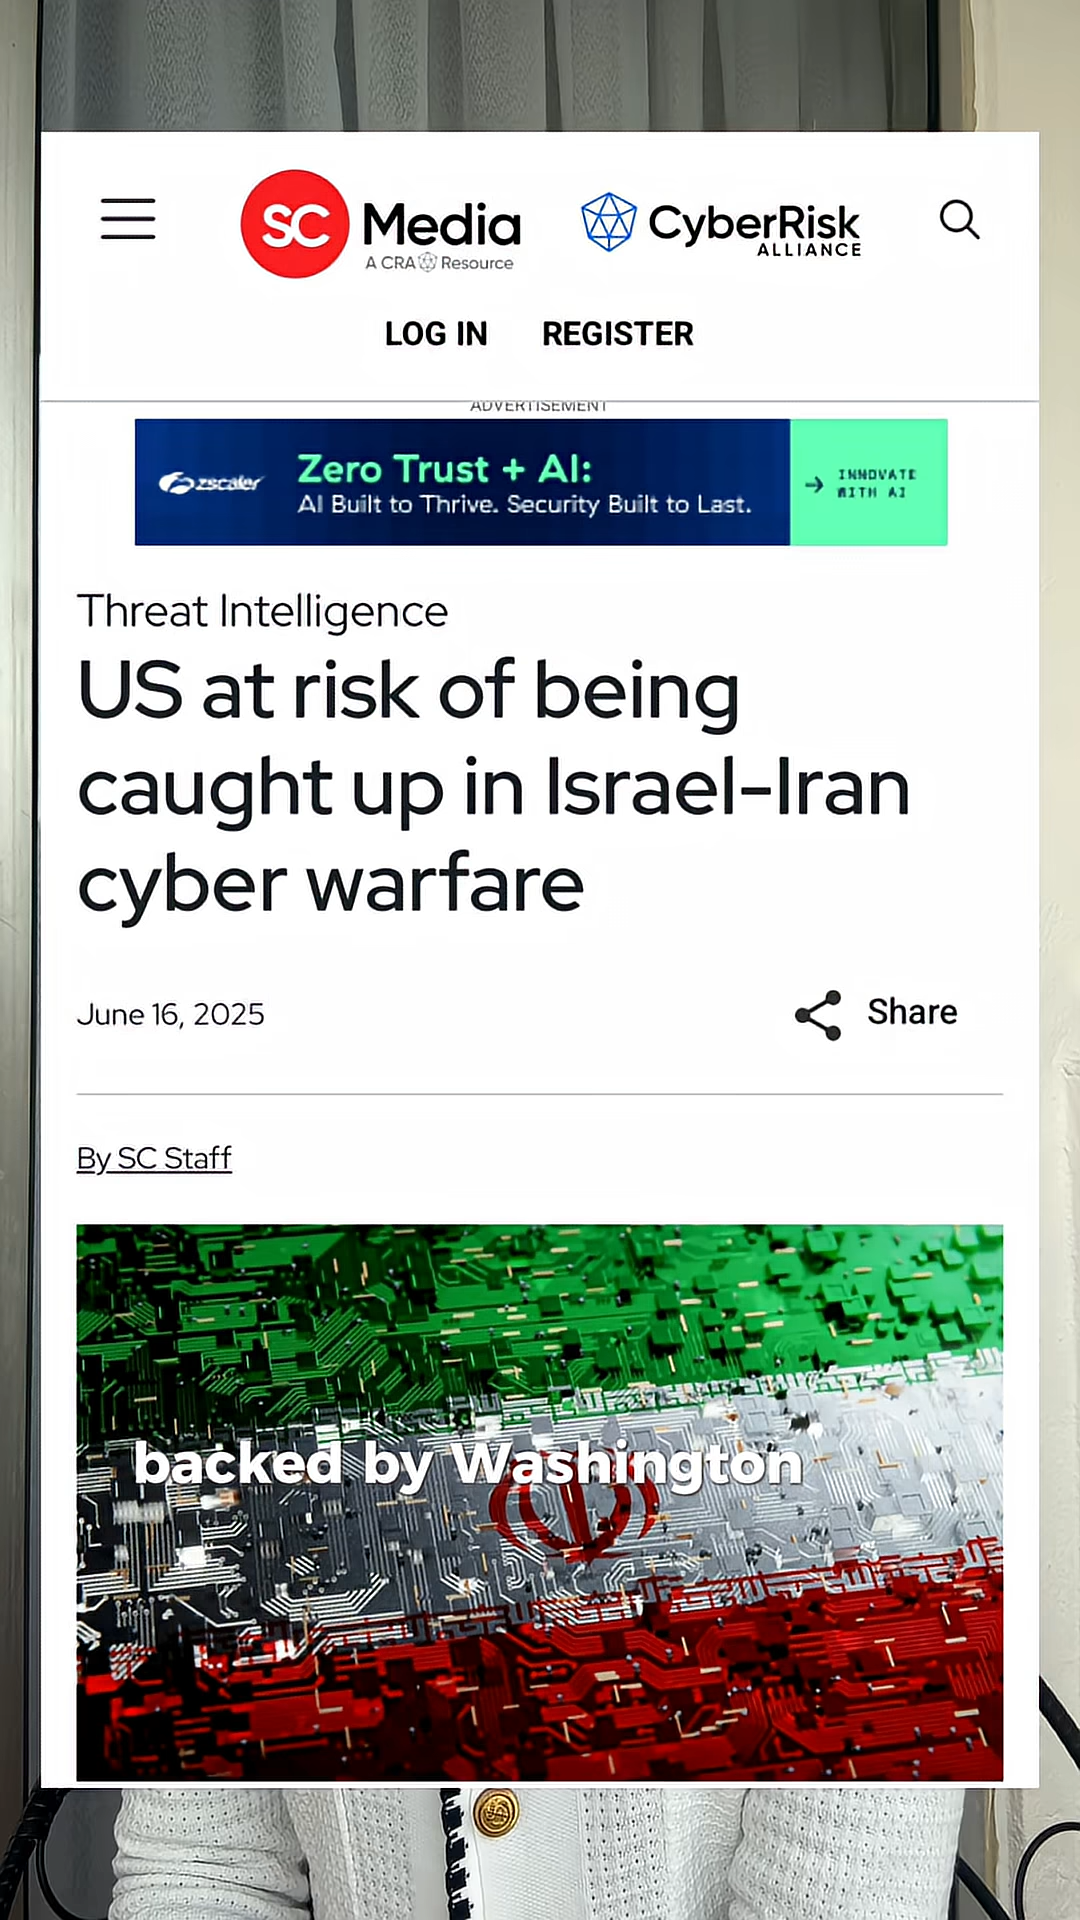 SC Media
A CRA Resource
CyberRisk
ALLIANCE
LOG IN REGISTER
ADVERTISEMENT
zscaler
Zero Trust + AI:
AI Built to Thrive. Security Built to Last.
→ INNOVATE
WITH AI
Threat Intelligence
US at risk of being
caught up in Israel-Iran
cyber warfare
June 16, 2025
Share
By SC Staff
backed by Washington